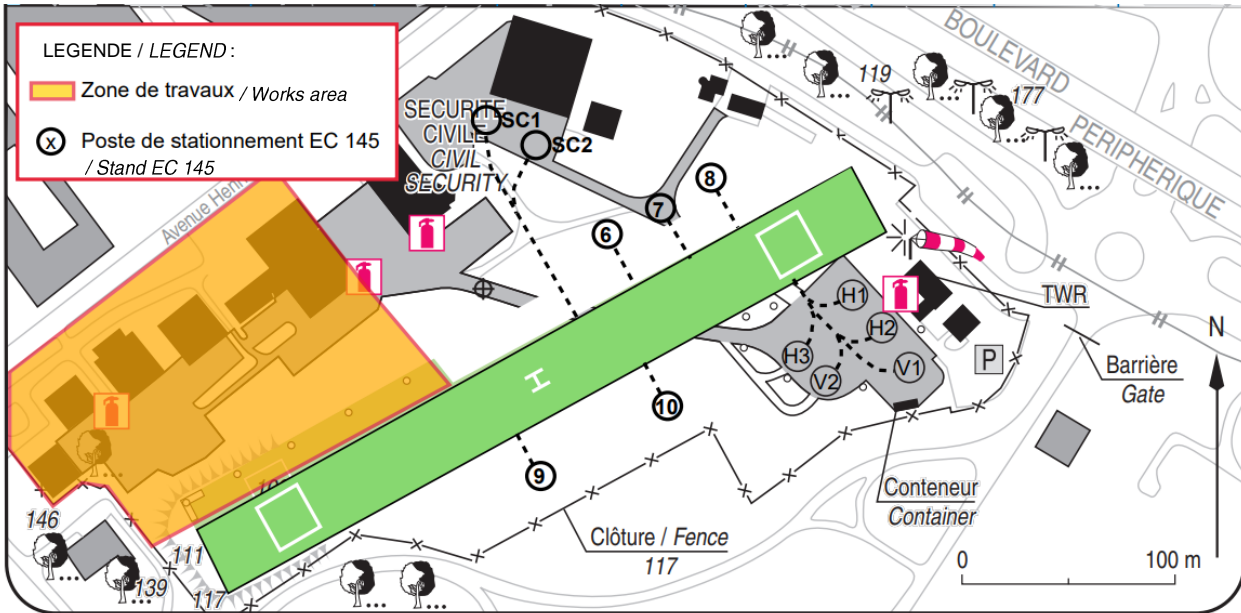 LEGENDE / LEGEND :
Zone de travaux / Works area
x Poste de stationnement EC 145
/ Stand EC 145
BOULEVARD
PERIPHERIQUE
119
177
SECURITE
CIVILE
CIVIL
SECURITY
SC1
SC2
Avenue Henr
8
7
6
H1
H2
H3
V1
V2
TWR
P
N
Barrière
Gate
H
10
9
Conteneur
Container
Clôture / Fence
117
0 100 m
146
111
139
117